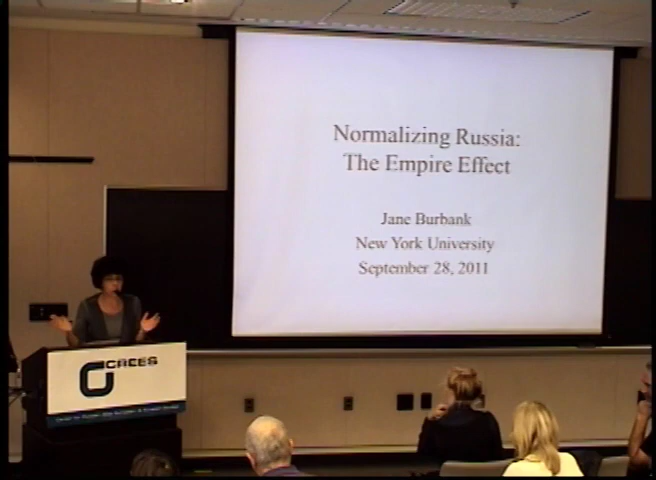 Normalizing Russia:
The Empire Effect
Jane Burbank
New York University
September 28, 2011
CREES